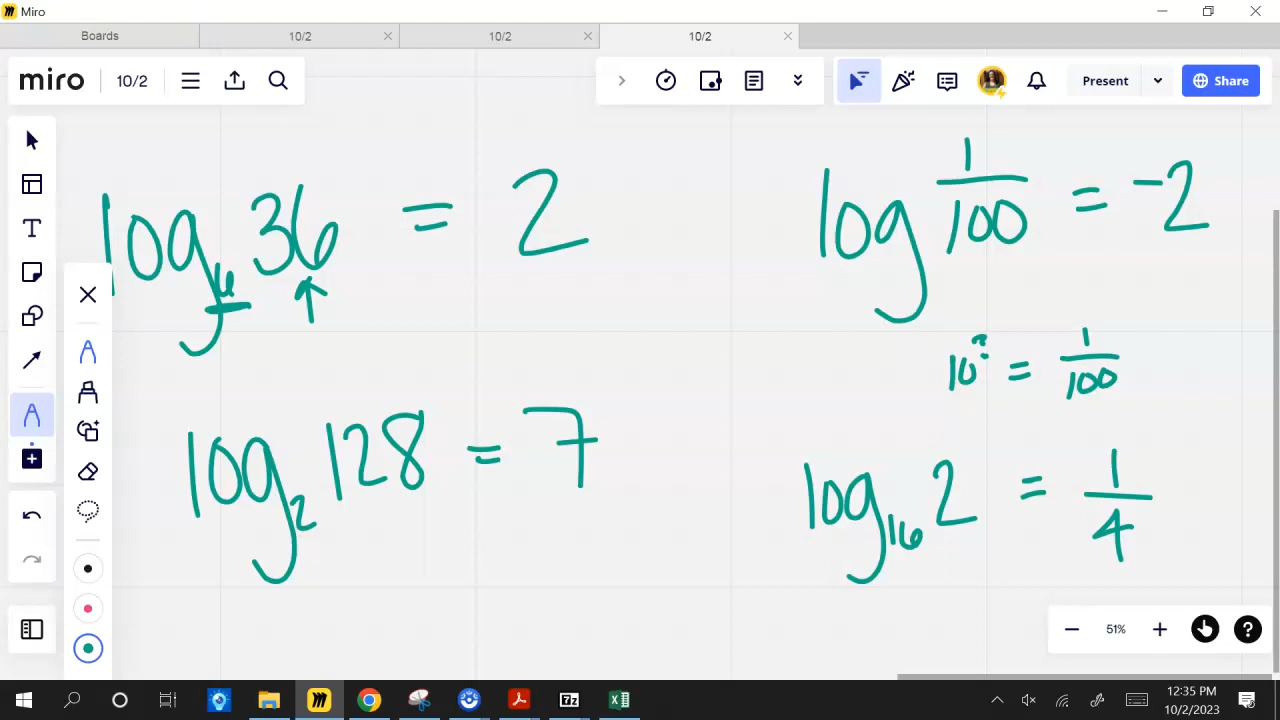 Miro
Boards
10/2
10/2
10/2
miro
10/2
Present
Share
log₆ 36 = 2
log 1/100 = -2
10^? = 1/100
log₂ 128 = 7
log₁₆ 2 = 1/4
51%
12:35 PM
10/2/2023